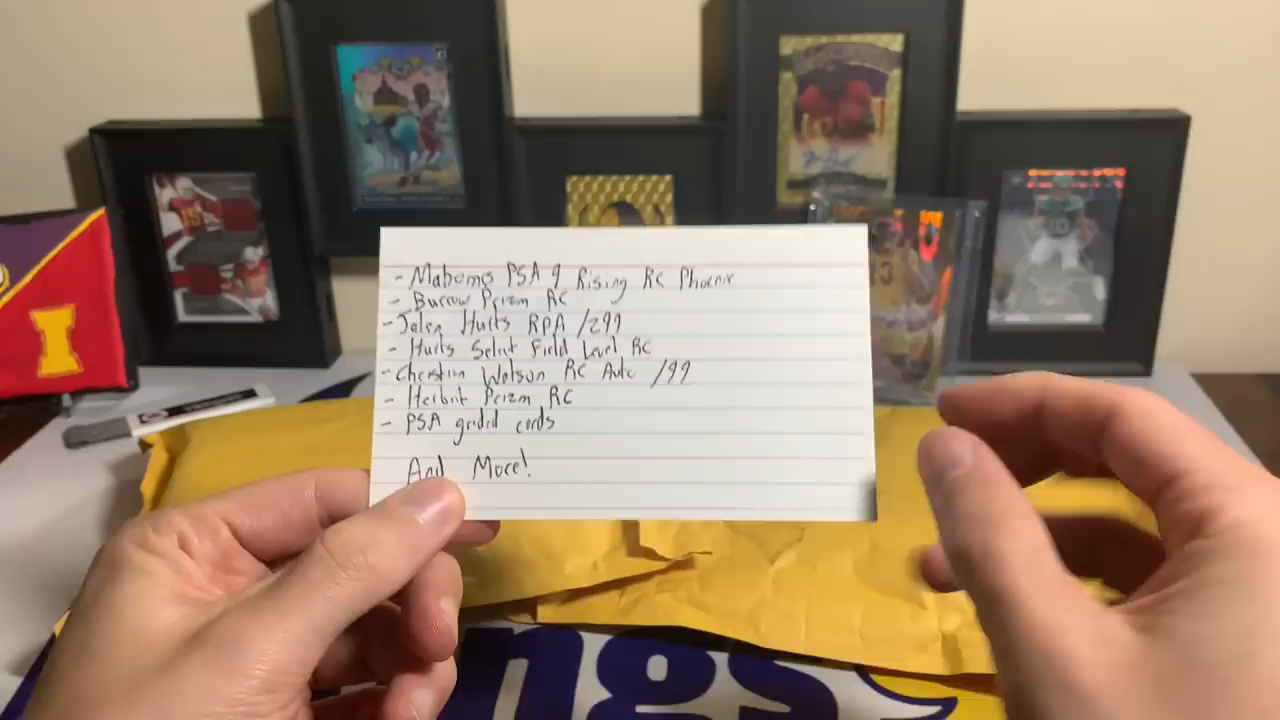 - Mahomes PSA 9 Rising RC Phoenix
- Burrow Prizm RC
- Jalen Hurts RPA /299
- Hurts Select Field Level RC
- Christian Watson RC Auto /99
- Herbert Prizm RC
- PSA graded cards
And More!
ngs